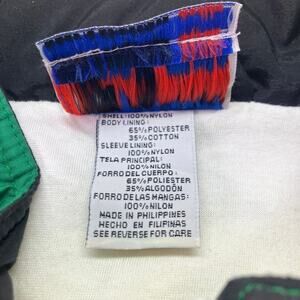 SHELL: 100% NYLON
BODY LINING:
65% POLYESTER
35% COTTON
SLEEVE LINING:
100% NYLON
TELA PRINCIPAL:
100% NILON
FORRO DEL CUERPO:
65% POLIESTER
35% ALGODÓN
FORRO DE LAS MANGAS:
100% NILON
MADE IN PHILIPPINES
HECHO EN FILIPINAS
SEE REVERSE FOR CARE